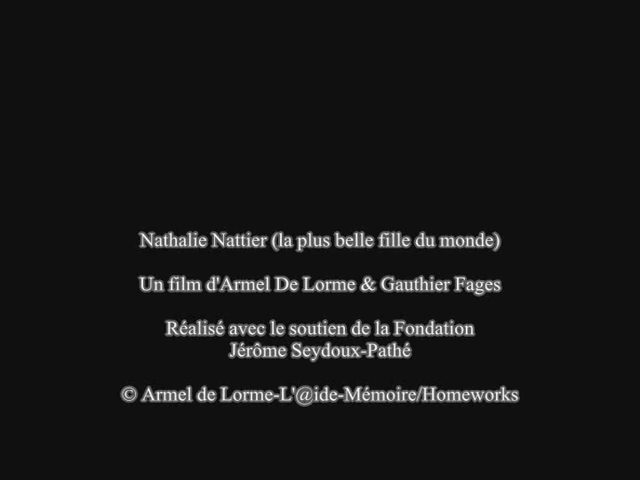 Nathalie Nattier (la plus belle fille du monde)
Un film d'Armel De Lorme & Gauthier Fages
Réalisé avec le soutien de la Fondation
Jérôme Seydoux-Pathé
© Armel de Lorme-L'@ide-Mémoire/Homeworks